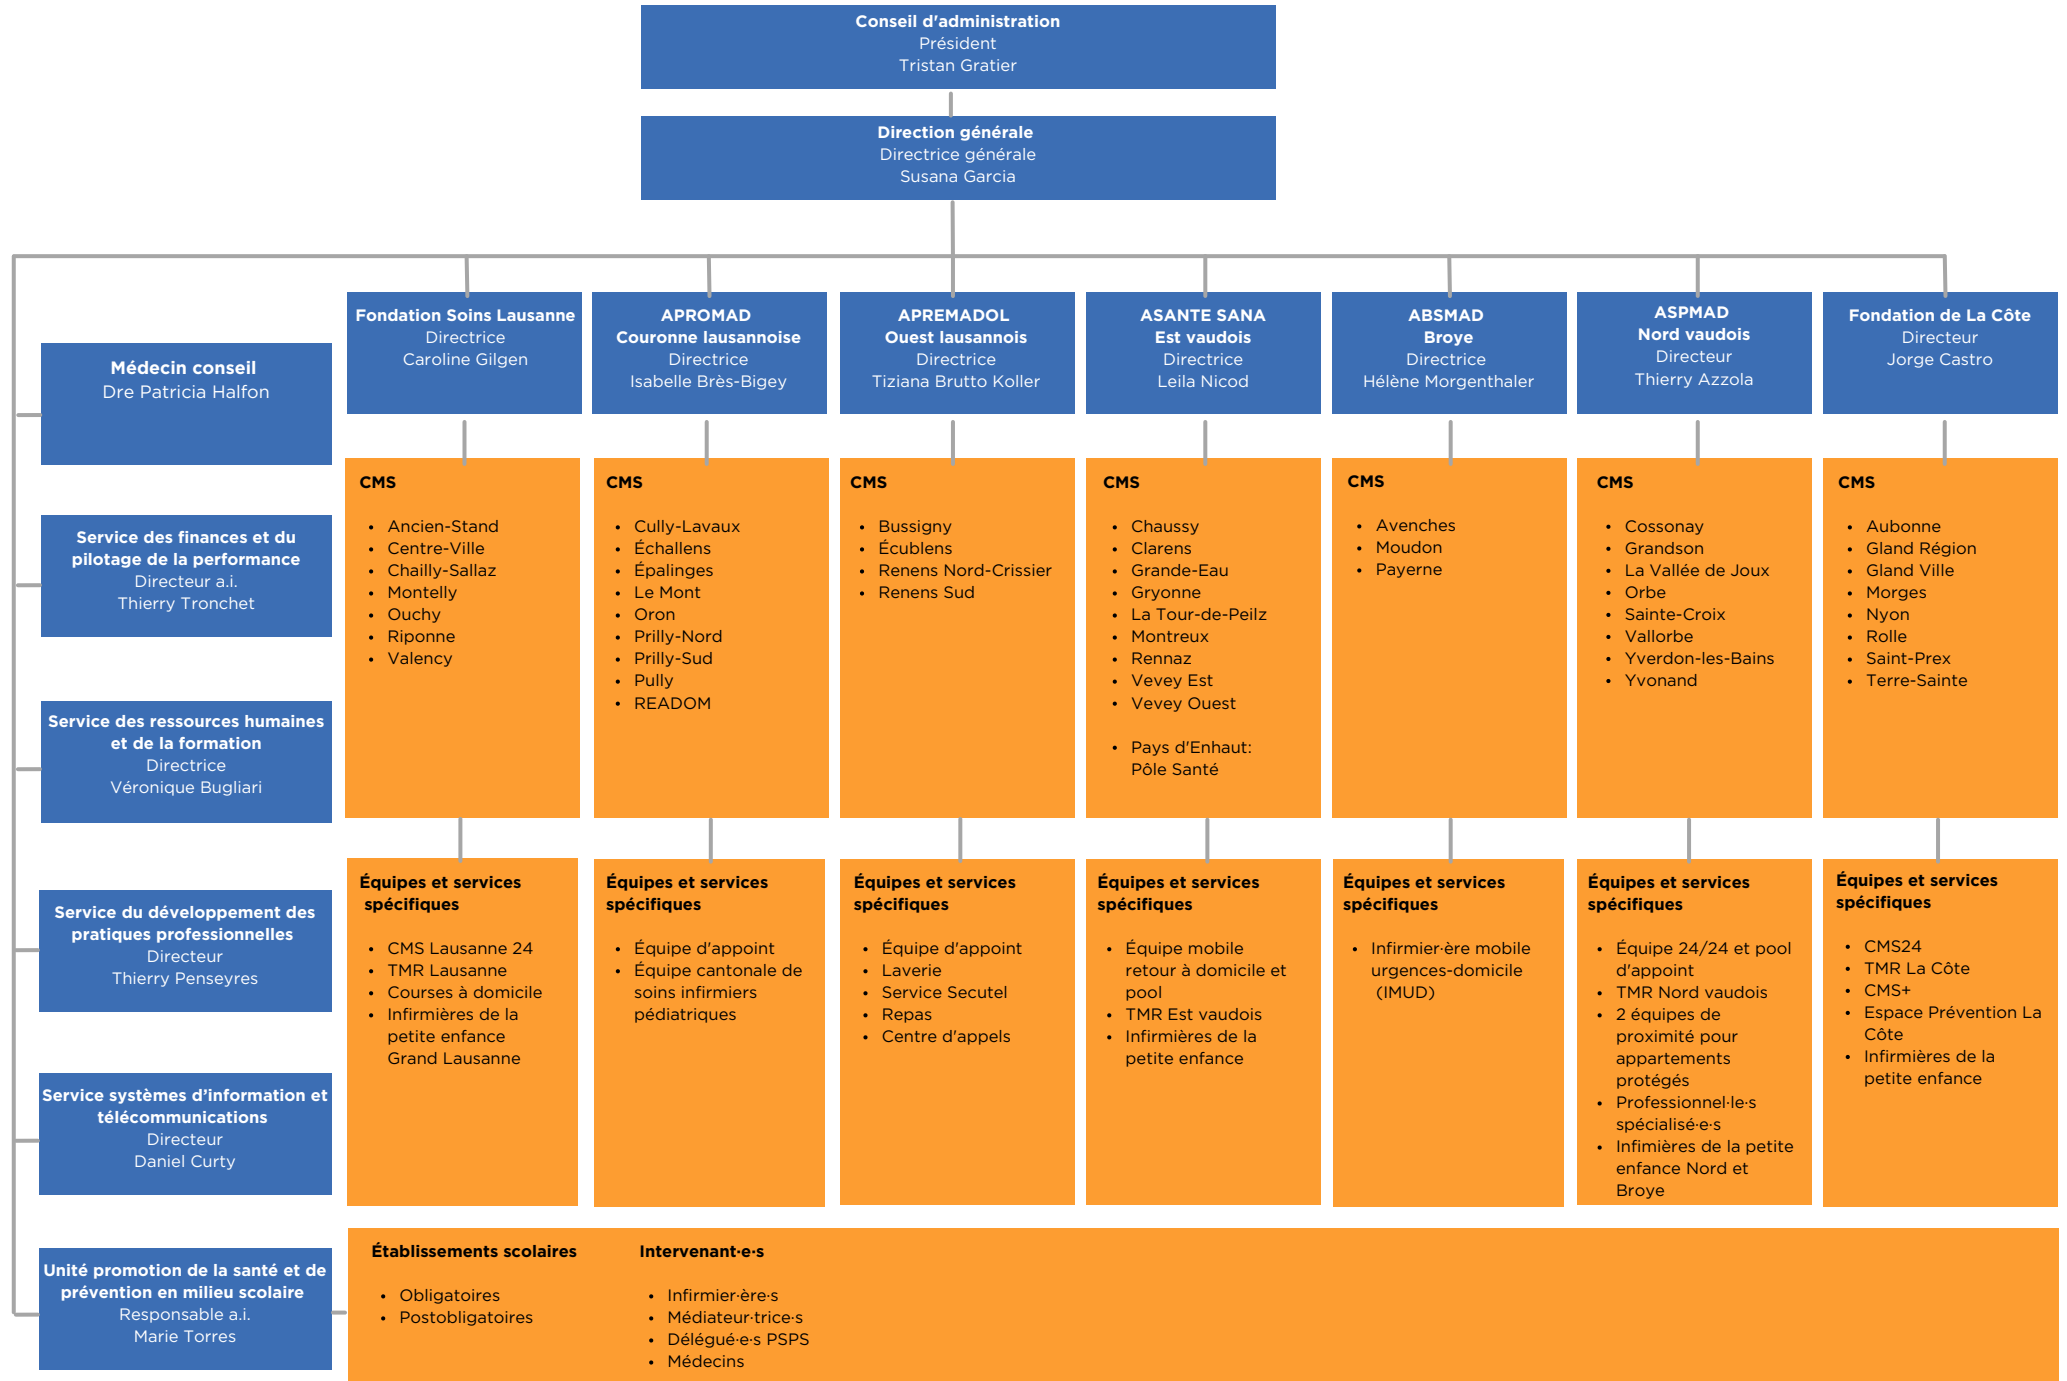 Conseil d'administration
Président
Tristan Gratier
Direction générale
Directrice générale
Susana Garcia
Médecin conseil
Dre Patricia Halfon
Service des finances et du
pilotage de la performance
Directeur a.i.
Thierry Tronchet
Service des ressources humaines
et de la formation
Directrice
Véronique Bugliari
Service du développement des
pratiques professionnelles
Directeur
Thierry Penseyres
Service systèmes d’information et
télécommunications
Directeur
Daniel Curty
Unité promotion de la santé et de
prévention en milieu scolaire
Responsable a.i.
Marie Torres
Fondation Soins Lausanne
Directrice
Caroline Gilgen
CMS
• Ancien-Stand
• Centre-Ville
• Chailly-Sallaz
• Montelly
• Ouchy
• Riponne
• Valency
Équipes et services
spécifiques
• CMS Lausanne 24
• TMR Lausanne
• Courses à domicile
• Infirmières de la
petite enfance
Grand Lausanne
APROMAD
Couronne lausannoise
Directrice
Isabelle Brès-Bigey
CMS
• Cully-Lavaux
• Échallens
• Épalinges
• Le Mont
• Oron
• Prilly-Nord
• Prilly-Sud
• Pully
• READOM
Équipes et services
spécifiques
• Équipe d'appoint
• Équipe cantonale de
soins infirmiers
pédiatriques
APREMADOL
Ouest lausannois
Directrice
Tiziana Brutto Koller
CMS
• Bussigny
• Écublens
• Renens Nord-Crissier
• Renens Sud
Équipes et services
spécifiques
• Équipe d'appoint
• Laverie
• Service Secutel
• Repas
• Centre d'appels
ASANTE SANA
Est vaudois
Directrice
Leila Nicod
CMS
• Chaussy
• Clarens
• Grande-Eau
• Gryonne
• La Tour-de-Peilz
• Montreux
• Rennaz
• Vevey Est
• Vevey Ouest
• Pays d'Enhaut:
Pôle Santé
Équipes et services
spécifiques
• Équipe mobile
retour à domicile et
pool
• TMR Est vaudois
• Infirmières de la
petite enfance
ABSMAD
Broye
Directrice
Hélène Morgenthaler
CMS
• Avenches
• Moudon
• Payerne
Équipes et services
spécifiques
• Infirmier·ère mobile
urgences-domicile
(IMUD)
ASPMAD
Nord vaudois
Directeur
Thierry Azzola
CMS
• Cossonay
• Grandson
• La Vallée de Joux
• Orbe
• Sainte-Croix
• Vallorbe
• Yverdon-les-Bains
• Yvonand
Équipes et services
spécifiques
• Équipe 24/24 et pool
d'appoint
• TMR Nord vaudois
• 2 équipes de
proximité pour
appartements
protégés
• Professionnel·le·s
spécialisé·e·s
• Infimières de la petite
enfance Nord et
Broye
Fondation de La Côte
Directeur
Jorge Castro
CMS
• Aubonne
• Gland Région
• Gland Ville
• Morges
• Nyon
• Rolle
• Saint-Prex
• Terre-Sainte
Équipes et services
spécifiques
• CMS24
• TMR La Côte
• CMS+
• Espace Prévention La
Côte
• Infirmières de la
petite enfance
Établissements scolaires
• Obligatoires
• Postobligatoires
Intervenant·e·s
• Infirmier·ère·s
• Médiateur·trice·s
• Délégué·e·s PSPS
• Médecins